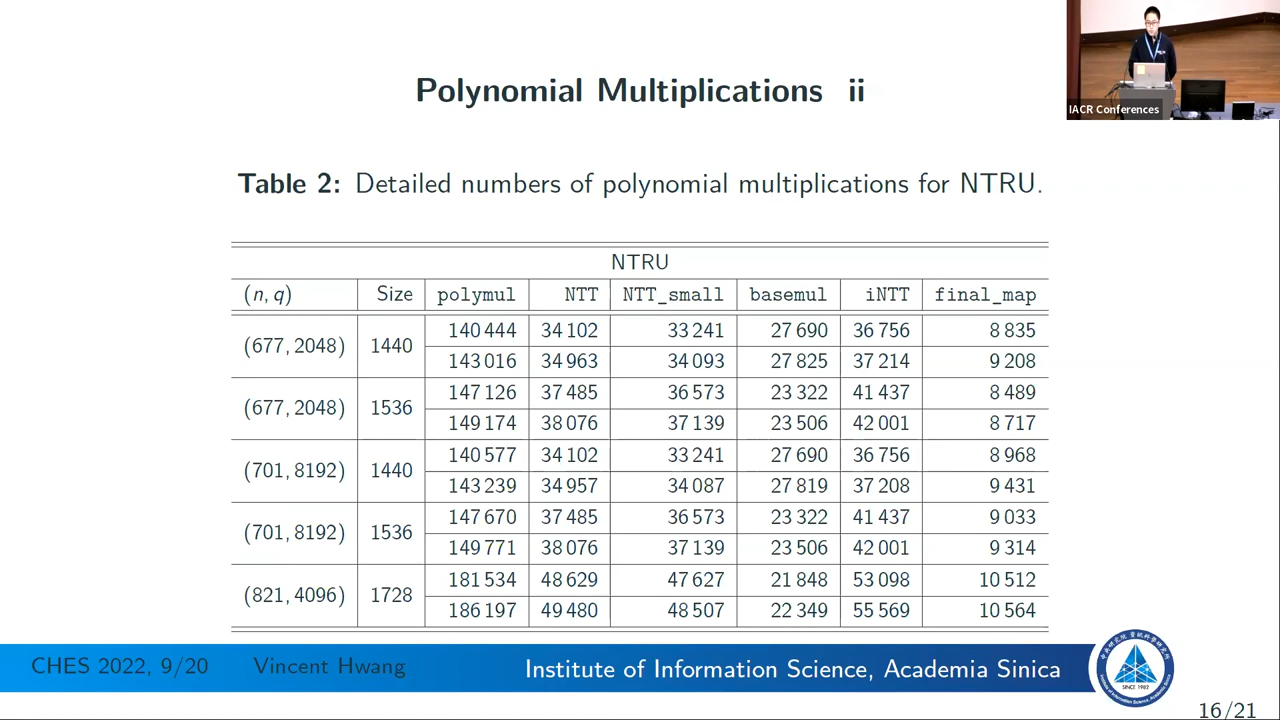 IACR Conferences
Polynomial Multiplications ii
Table 2: Detailed numbers of polynomial multiplications for NTRU.
NTRU
(n, q) Size polymul NTT NTT_small basemul iNTT final_map
(677, 2048) 1440 140 444 34 102 33 241 27 690 36 756 8 835
143 016 34 963 34 093 27 825 37 214 9 208
(677, 2048) 1536 147 126 37 485 36 573 23 322 41 437 8 489
149 174 38 076 37 139 23 506 42 001 8 717
(701, 8192) 1440 140 577 34 102 33 241 27 690 36 756 8 968
143 239 34 957 34 087 27 819 37 208 9 431
(701, 8192) 1536 147 670 37 485 36 573 23 322 41 437 9 033
149 771 38 076 37 139 23 506 42 001 9 314
(821, 4096) 1728 181 534 48 629 47 627 21 848 53 098 10 512
186 197 49 480 48 507 22 349 55 569 10 564
CHES 2022, 9/20 Vincent Hwang Institute of Information Science, Academia Sinica
SINCE 1982
16/21